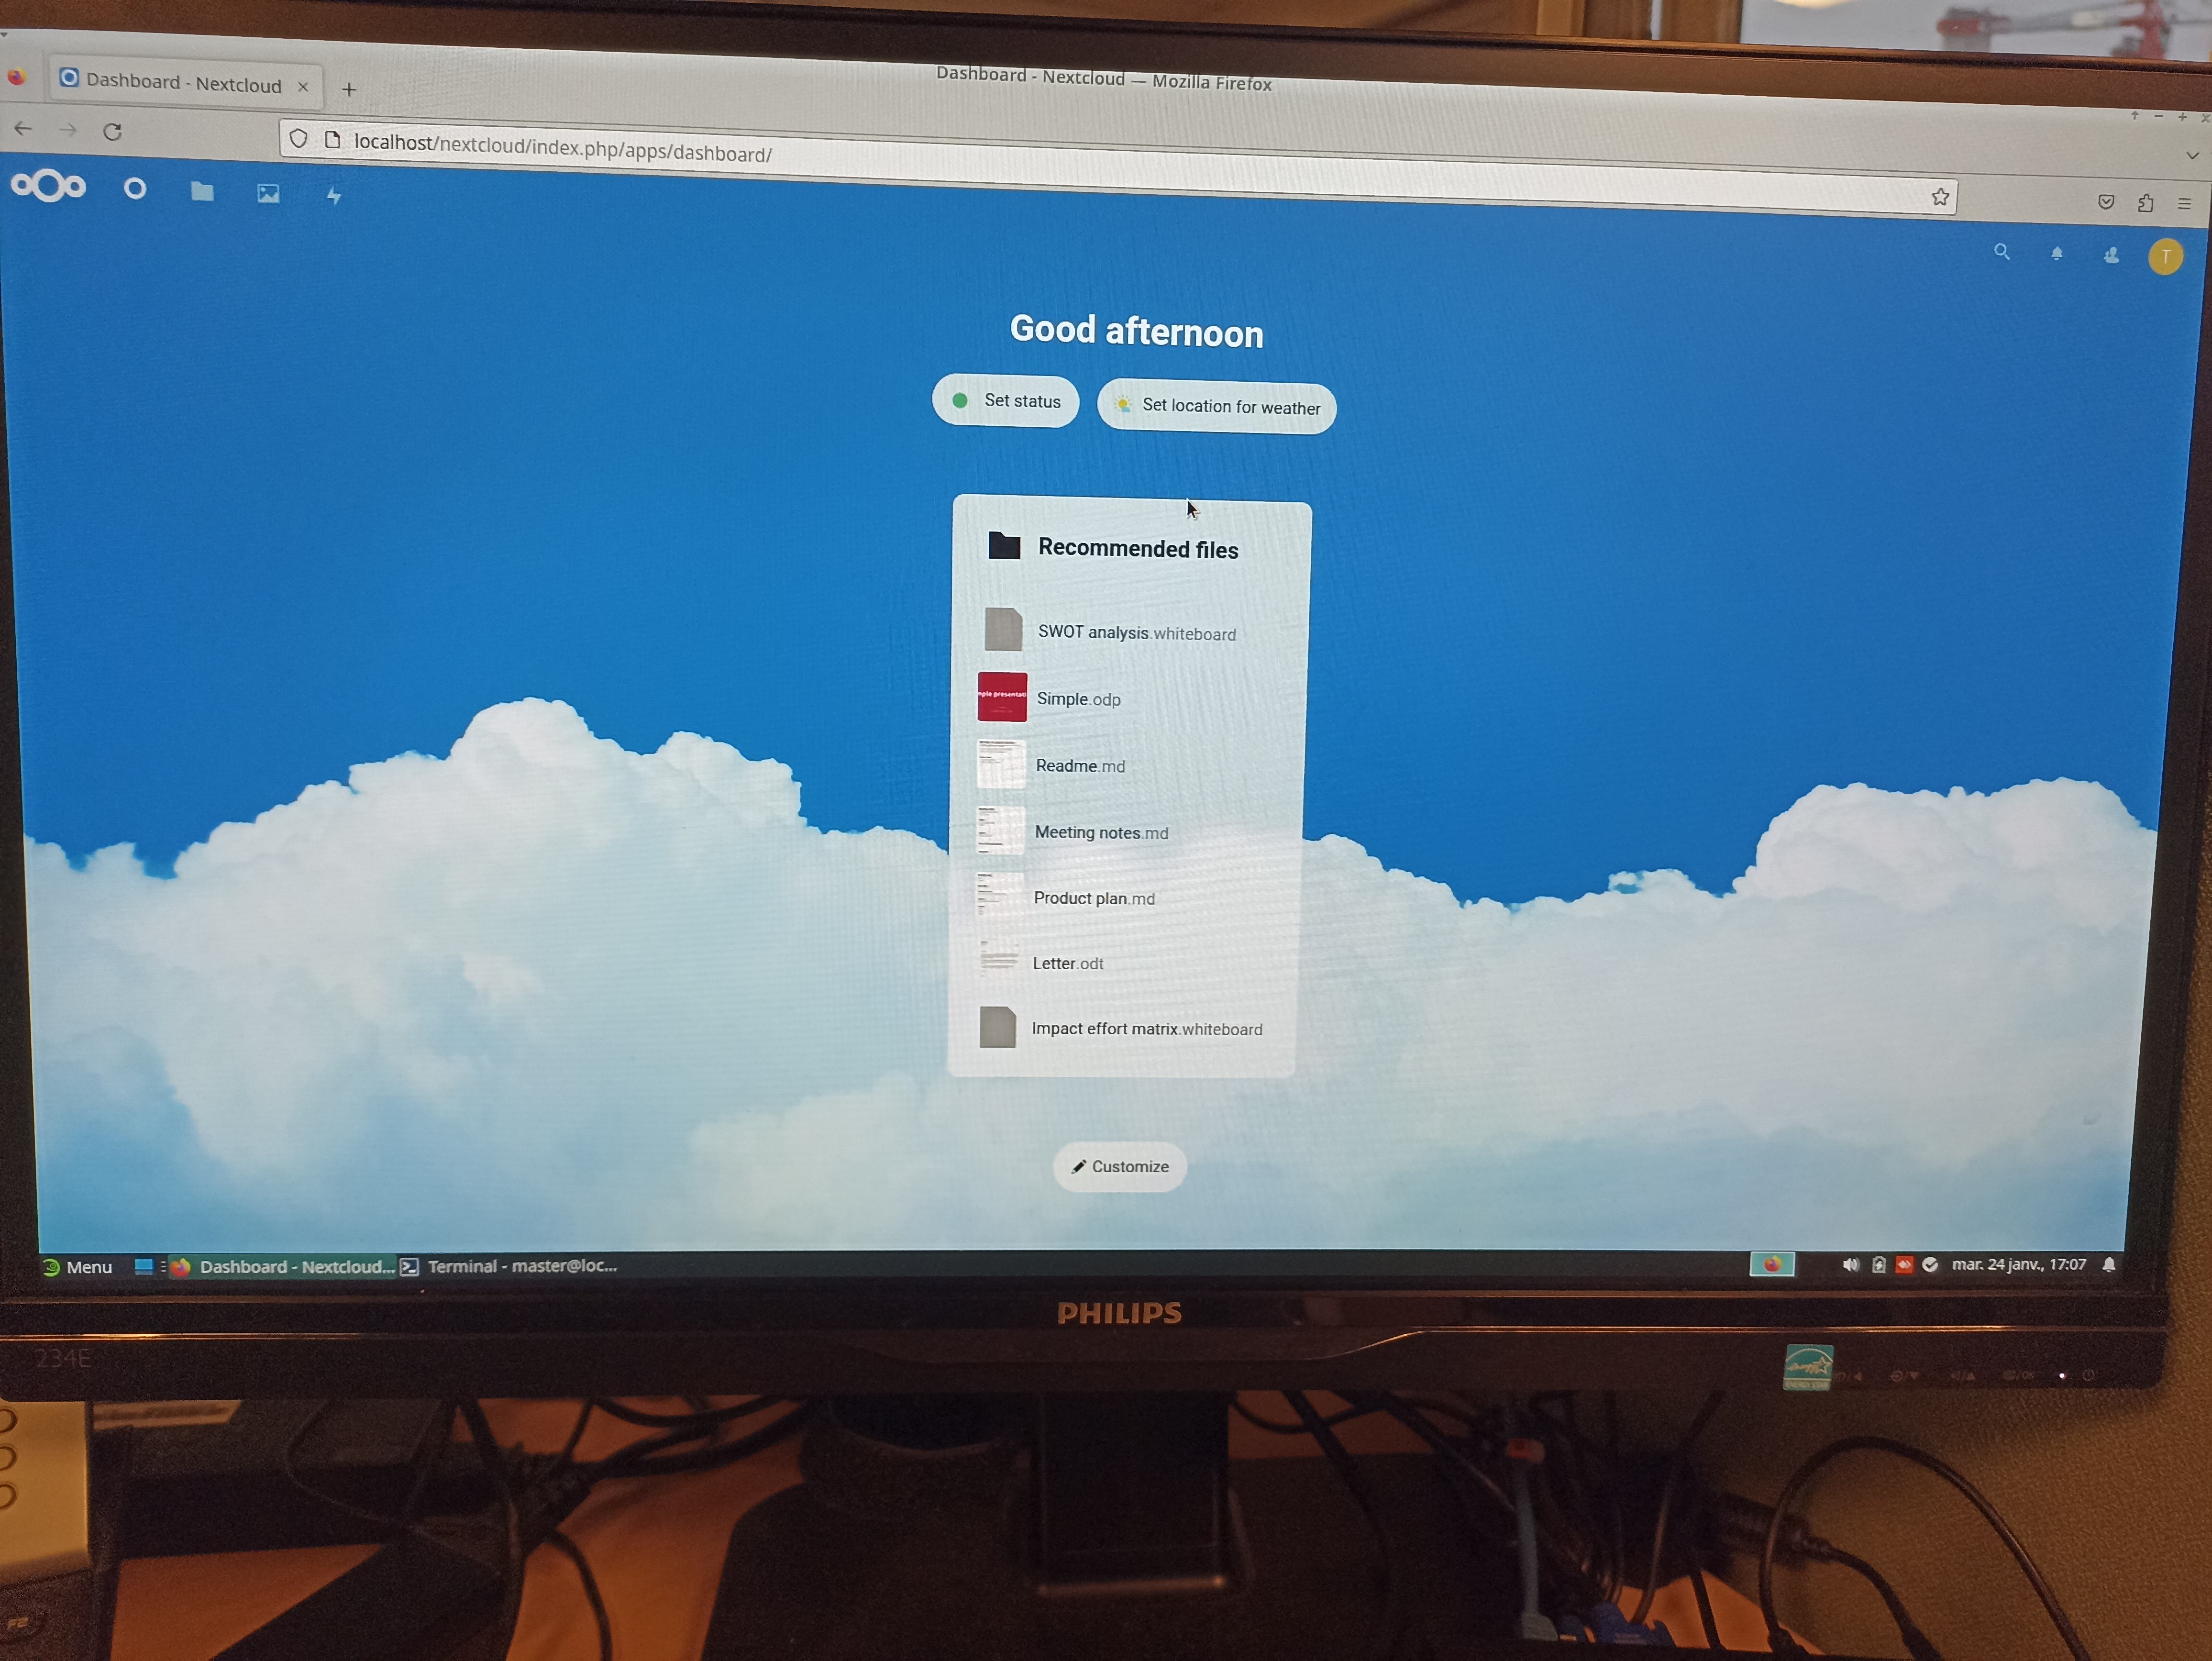 Dashboard - Nextcloud — Mozilla Firefox
Dashboard - Nextcloud
localhost/nextcloud/index.php/apps/dashboard/
T
Good afternoon
Set status
Set location for weather
Recommended files
SWOT analysis.whiteboard
Simple.odp
Readme.md
Meeting notes.md
Product plan.md
Letter.odt
Impact effort matrix.whiteboard
Customize
Menu
Dashboard - Nextcloud...
Terminal - master@loc...
mar. 24 janv., 17:07
PHILIPS
234E